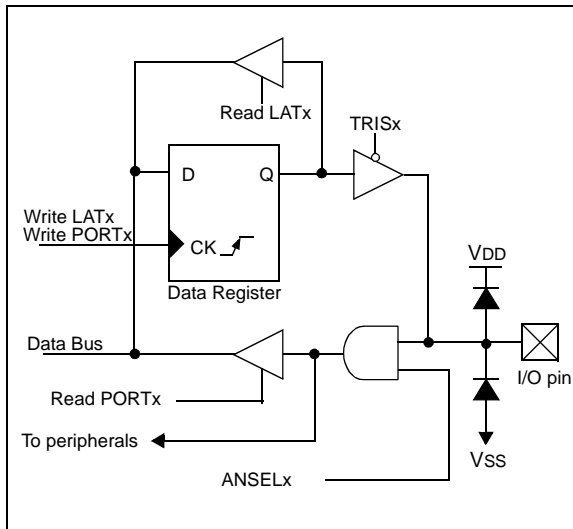 Read LATx
TRISx
D Q
Write LATx
Write PORTx
CK
Data Register
VDD
Data Bus
I/O pin
Read PORTx
To peripherals
VSS
ANSELx